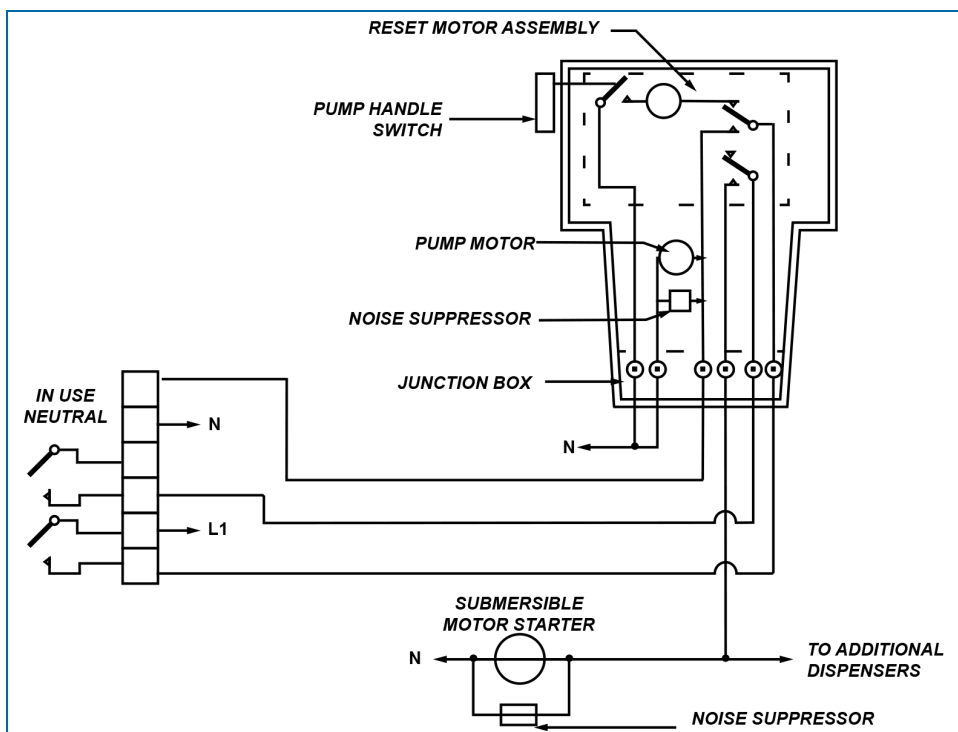 RESET MOTOR ASSEMBLY
PUMP HANDLE
SWITCH
PUMP MOTOR
NOISE SUPPRESSOR
JUNCTION BOX
IN USE
NEUTRAL
N
N
L1
SUBMERSIBLE
MOTOR STARTER
N
TO ADDITIONAL
DISPENSERS
NOISE SUPPRESSOR